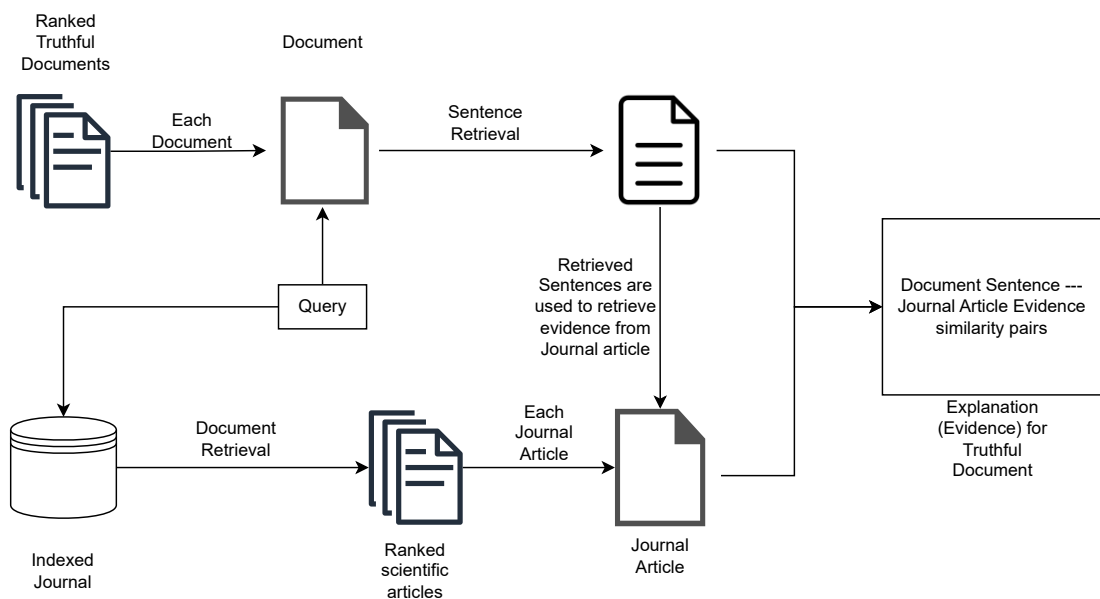 Ranked
Truthful
Documents
Document
Each
Document
Sentence
Retrieval
Query
Retrieved
Sentences are
used to retrieve
evidence from
Journal article
Document Sentence ---
Journal Article Evidence
similarity pairs
Explanation
(Evidence) for
Truthful
Document
Document
Retrieval
Each
Journal
Article
Indexed
Journal
Ranked
scientific
articles
Journal
Article